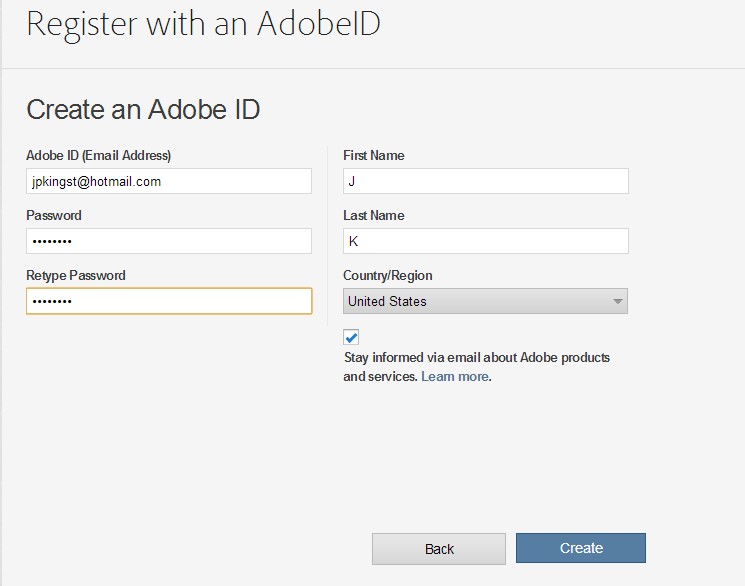 Register with an AdobeID
Create an Adobe ID
Adobe ID (Email Address)
jpkingst@hotmail.com
Password
••••••••
Retype Password
••••••••
First Name
J
Last Name
K
Country/Region
United States
Stay informed via email about Adobe products
and services. Learn more.
Back
Create